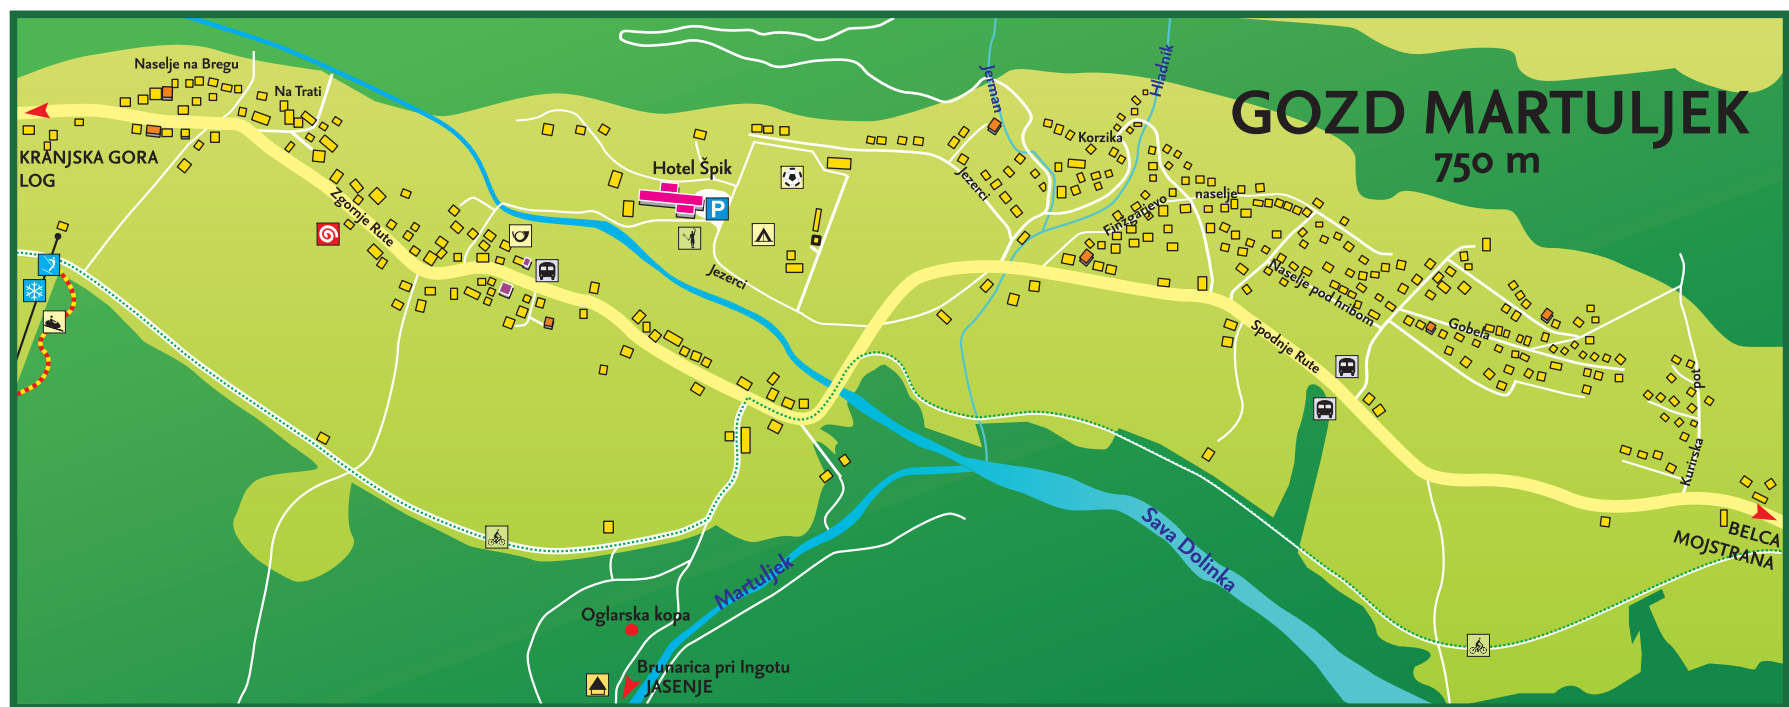 GOZD MARTULJEK
750 m
Naselje na Bregu
Na Trati
KRANJSKA GORA
LOG
Zgornje Rute
Hotel Špik
P
Jezerci
Jezerci
Jerman
Hladnik
Korzika
Finžgarjevo
naselje
Naselje pod hribom
Gobela
Spodnje Rute
topot
Kurirska
BELCA
MOJSTRANA
Sava Dolinka
Martuljek
Oglarska kopa
Brunarica pri Ingotu
JASENJE